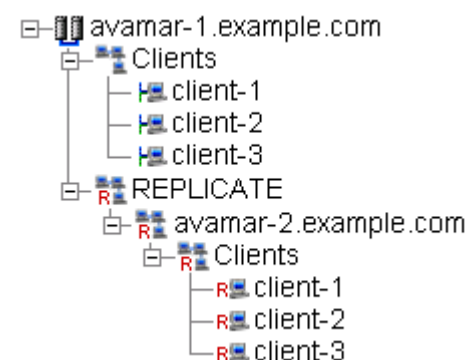 avamar-1.example.com
Clients
client-1
client-2
client-3
R REPLICATE
R avamar-2.example.com
R Clients
R client-1
R client-2
R client-3